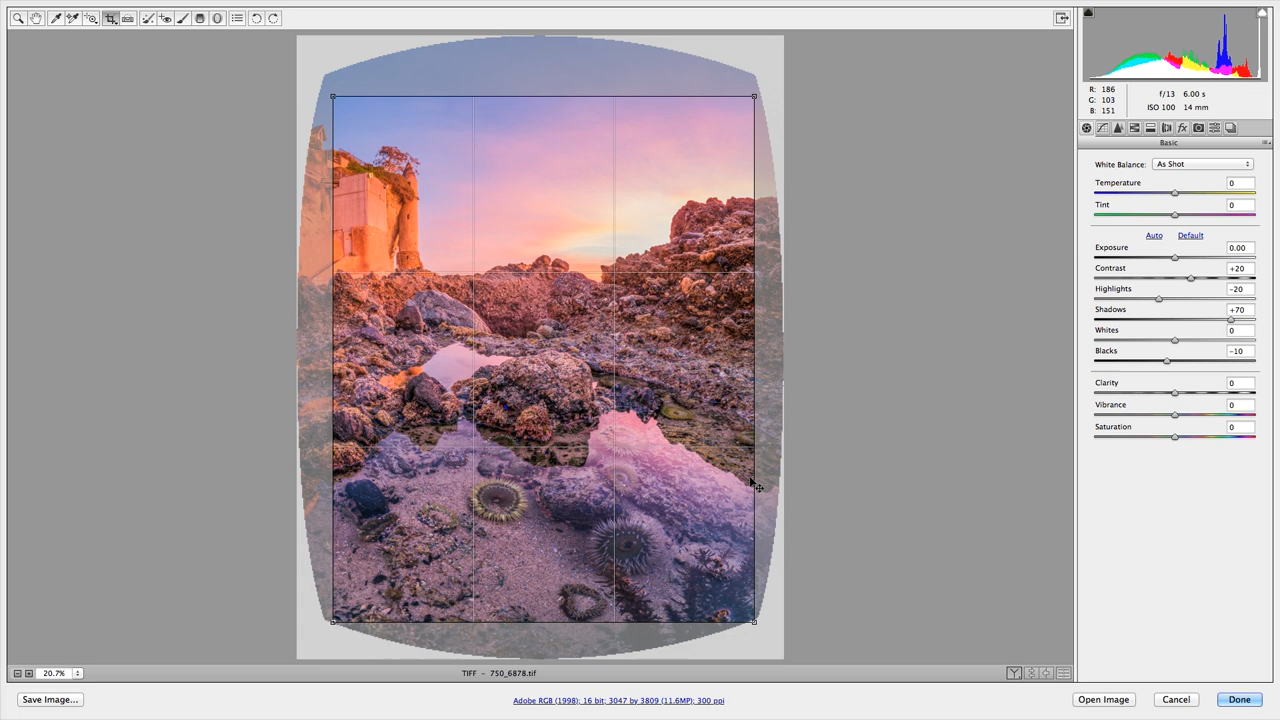 R: 186
G: 103
B: 151
f/13 6.00 s
ISO 100 14 mm
Basic
White Balance: As Shot
Temperature 0
Tint 0
Auto Default
Exposure 0.00
Contrast +20
Highlights -20
Shadows +70
Whites 0
Blacks -10
Clarity 0
Vibrance 0
Saturation 0
20.7%
TIFF - 750_6878.tif
Save Image...
Adobe RGB (1998); 16 bit; 3047 by 3809 (11.6MP); 300 ppi
Open Image
Cancel
Done